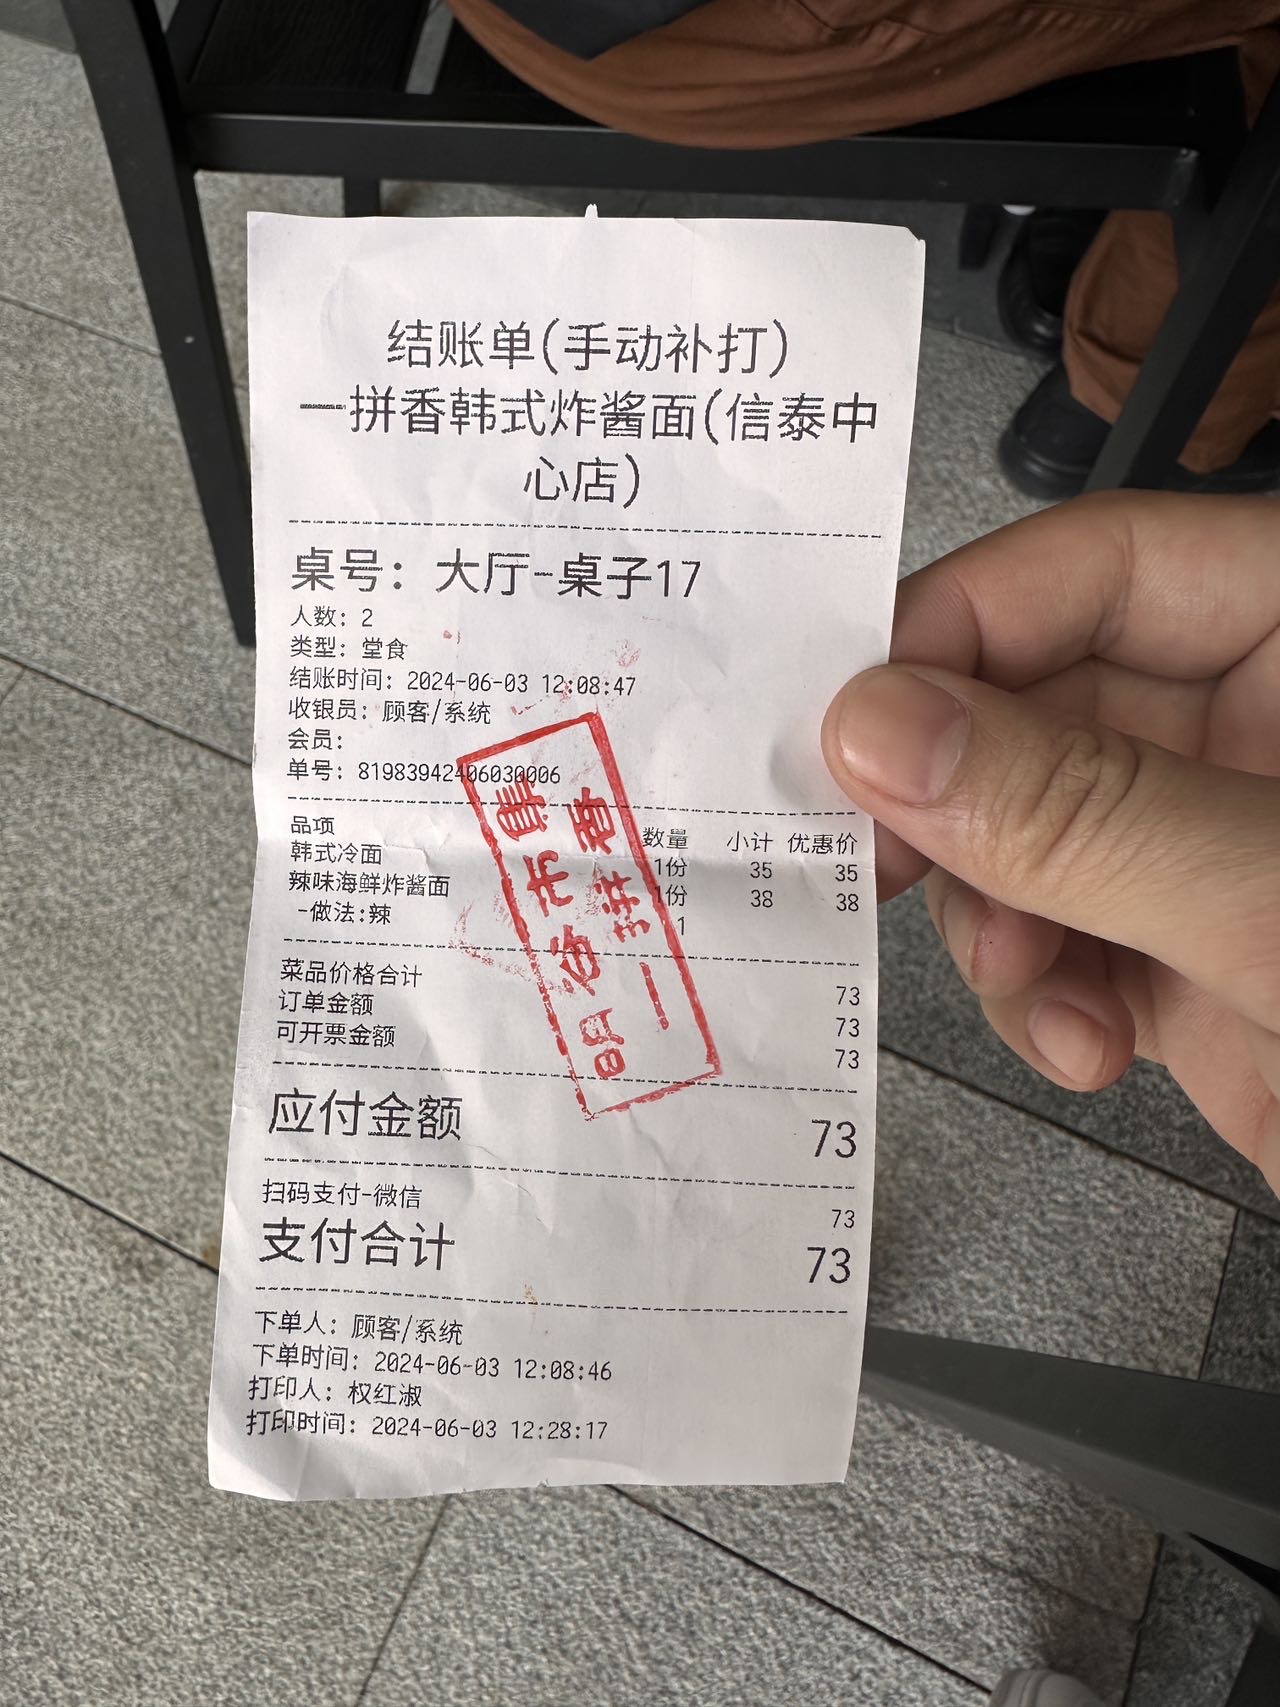 结账单(手动补打)
一拼香韩式炸酱面(信泰中
心店)
桌号：大厅-桌子17
人数：2
类型：堂食
结账时间：2024-06-03 12:08:47
收银员：顾客/系统
会员：
单号：81983942406030006
品项 数量 小计 优惠价
韩式冷面 1份 35 35
辣味海鲜炸酱面 1份 38 38
-做法:辣 1
菜品价格合计 73
订单金额 73
可开票金额 73
应付金额 73
扫码支付-微信 73
支付合计 73
下单人：顾客/系统
下单时间：2024-06-03 12:08:46
打印人：权红淑
打印时间：2024-06-03 12:28:17
明谷市集
一拼香